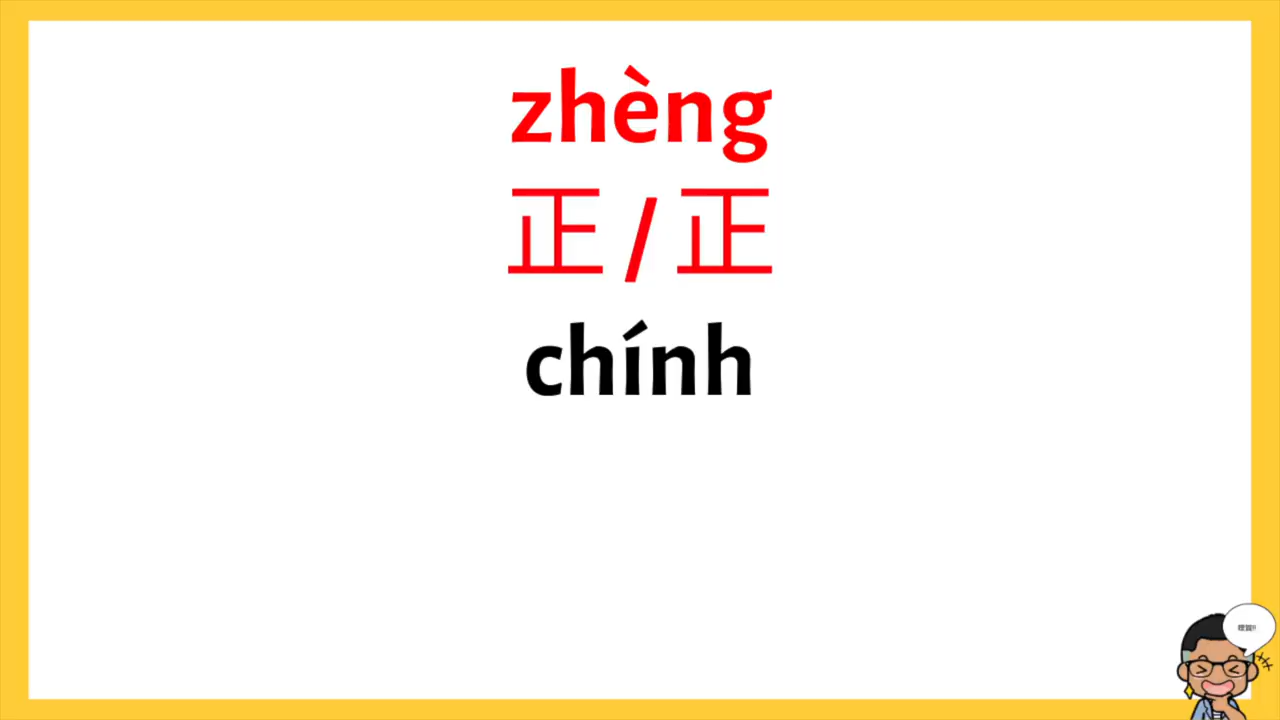 zhèng
正/正
chính